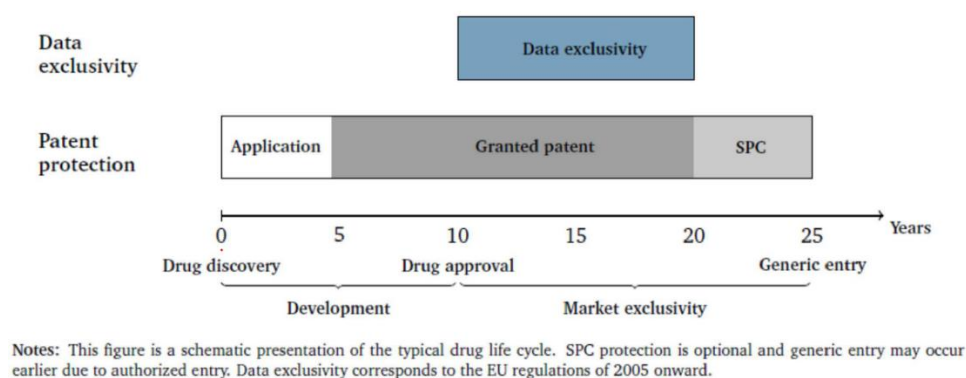 Data
exclusivity
Data exclusivity
Patent
protection
Application
Granted patent
SPC
Years
0 5 10 15 20 25
Drug discovery Drug approval Generic entry
Development Market exclusivity
Notes: This figure is a schematic presentation of the typical drug life cycle. SPC protection is optional and generic entry may occur
earlier due to authorized entry. Data exclusivity corresponds to the EU regulations of 2005 onward.